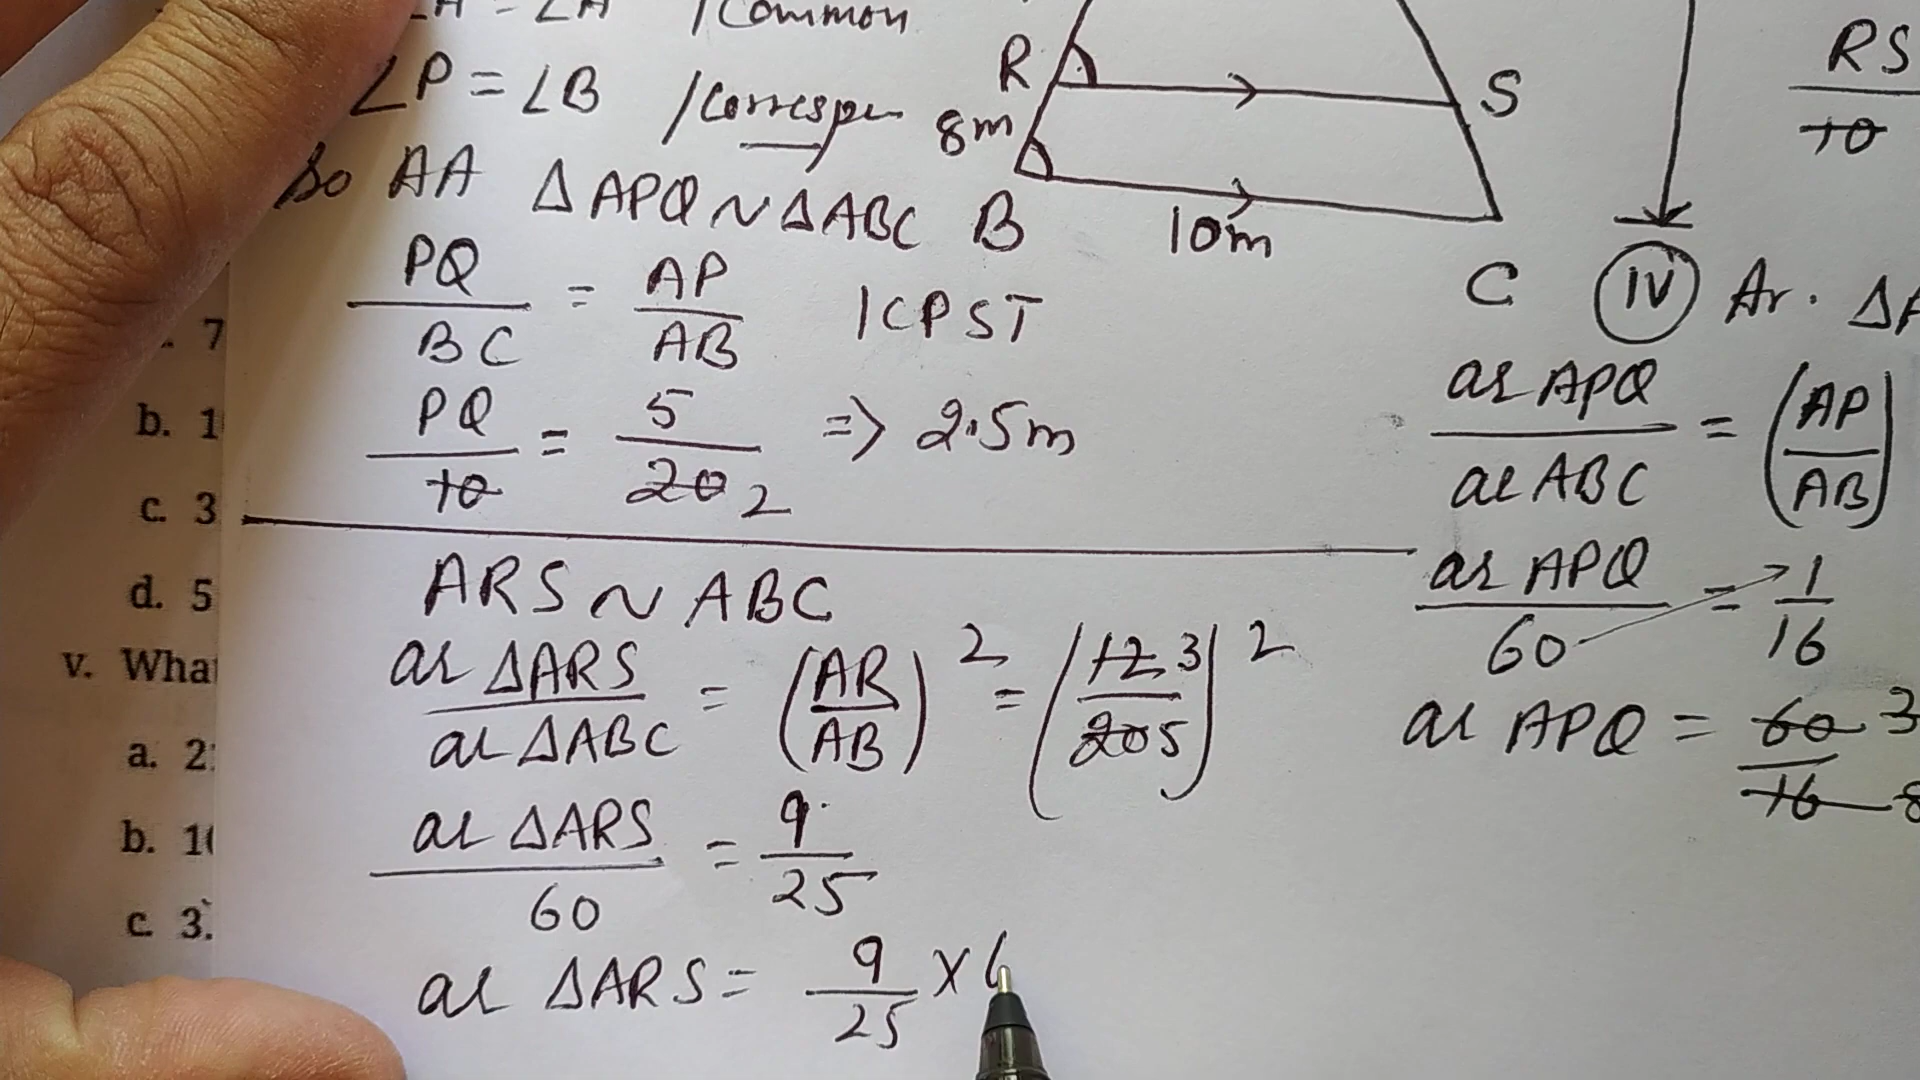 ∠A = ∠A / Common
∠P = ∠B / Correspon
So AA ΔAPQ ~ ΔABC
PQ/BC = AP/AB | CPST
PQ/10 = 5/20 2 => 2.5m
ARS ~ ABC
ar ΔARS/ar ΔABC = (AR/AB)² = (12 3/20 5)²
ar ΔARS/60 = 9/25
ar ΔARS = 9/25 × 6
R
S
8m
B
10m
C
RS
10
IV Ar. ΔA
ar APQ/ar ABC = (AP/AB)
ar APQ/60 = 1/16
ar APQ = 60 3/16 8
7
b. 1
c. 3
d. 5
v. What
a. 2
b. 1
c. 3.